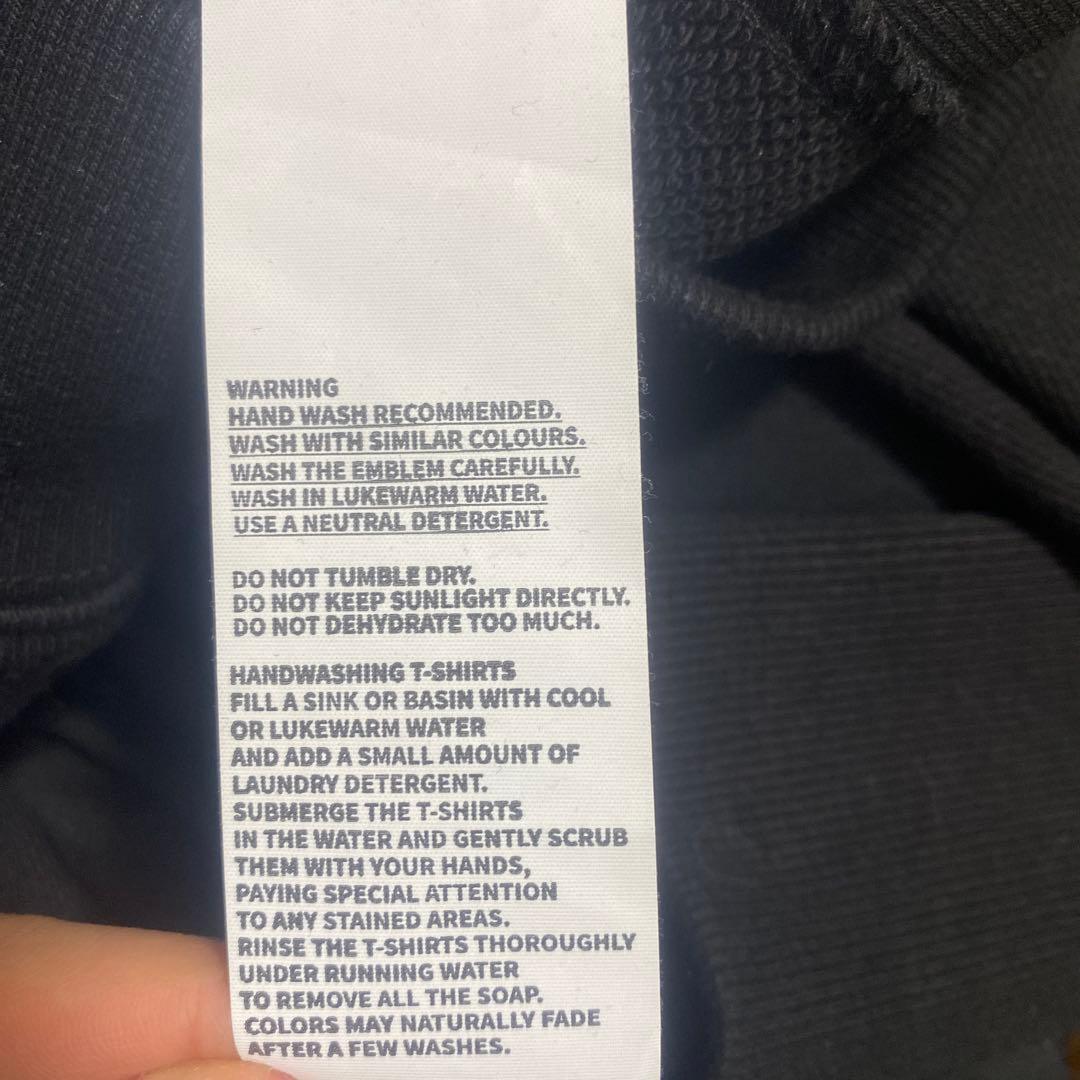 WARNING
HAND WASH RECOMMENDED.
WASH WITH SIMILAR COLOURS.
WASH THE EMBLEM CAREFULLY.
WASH IN LUKEWARM WATER.
USE A NEUTRAL DETERGENT.
DO NOT TUMBLE DRY.
DO NOT KEEP SUNLIGHT DIRECTLY.
DO NOT DEHYDRATE TOO MUCH.
HANDWASHING T-SHIRTS
FILL A SINK OR BASIN WITH COOL
OR LUKEWARM WATER
AND ADD A SMALL AMOUNT OF
LAUNDRY DETERGENT.
SUBMERGE THE T-SHIRTS
IN THE WATER AND GENTLY SCRUB
THEM WITH YOUR HANDS,
PAYING SPECIAL ATTENTION
TO ANY STAINED AREAS.
RINSE THE T-SHIRTS THOROUGHLY
UNDER RUNNING WATER
TO REMOVE ALL THE SOAP.
COLORS MAY NATURALLY FADE
AFTER A FEW WASHES.